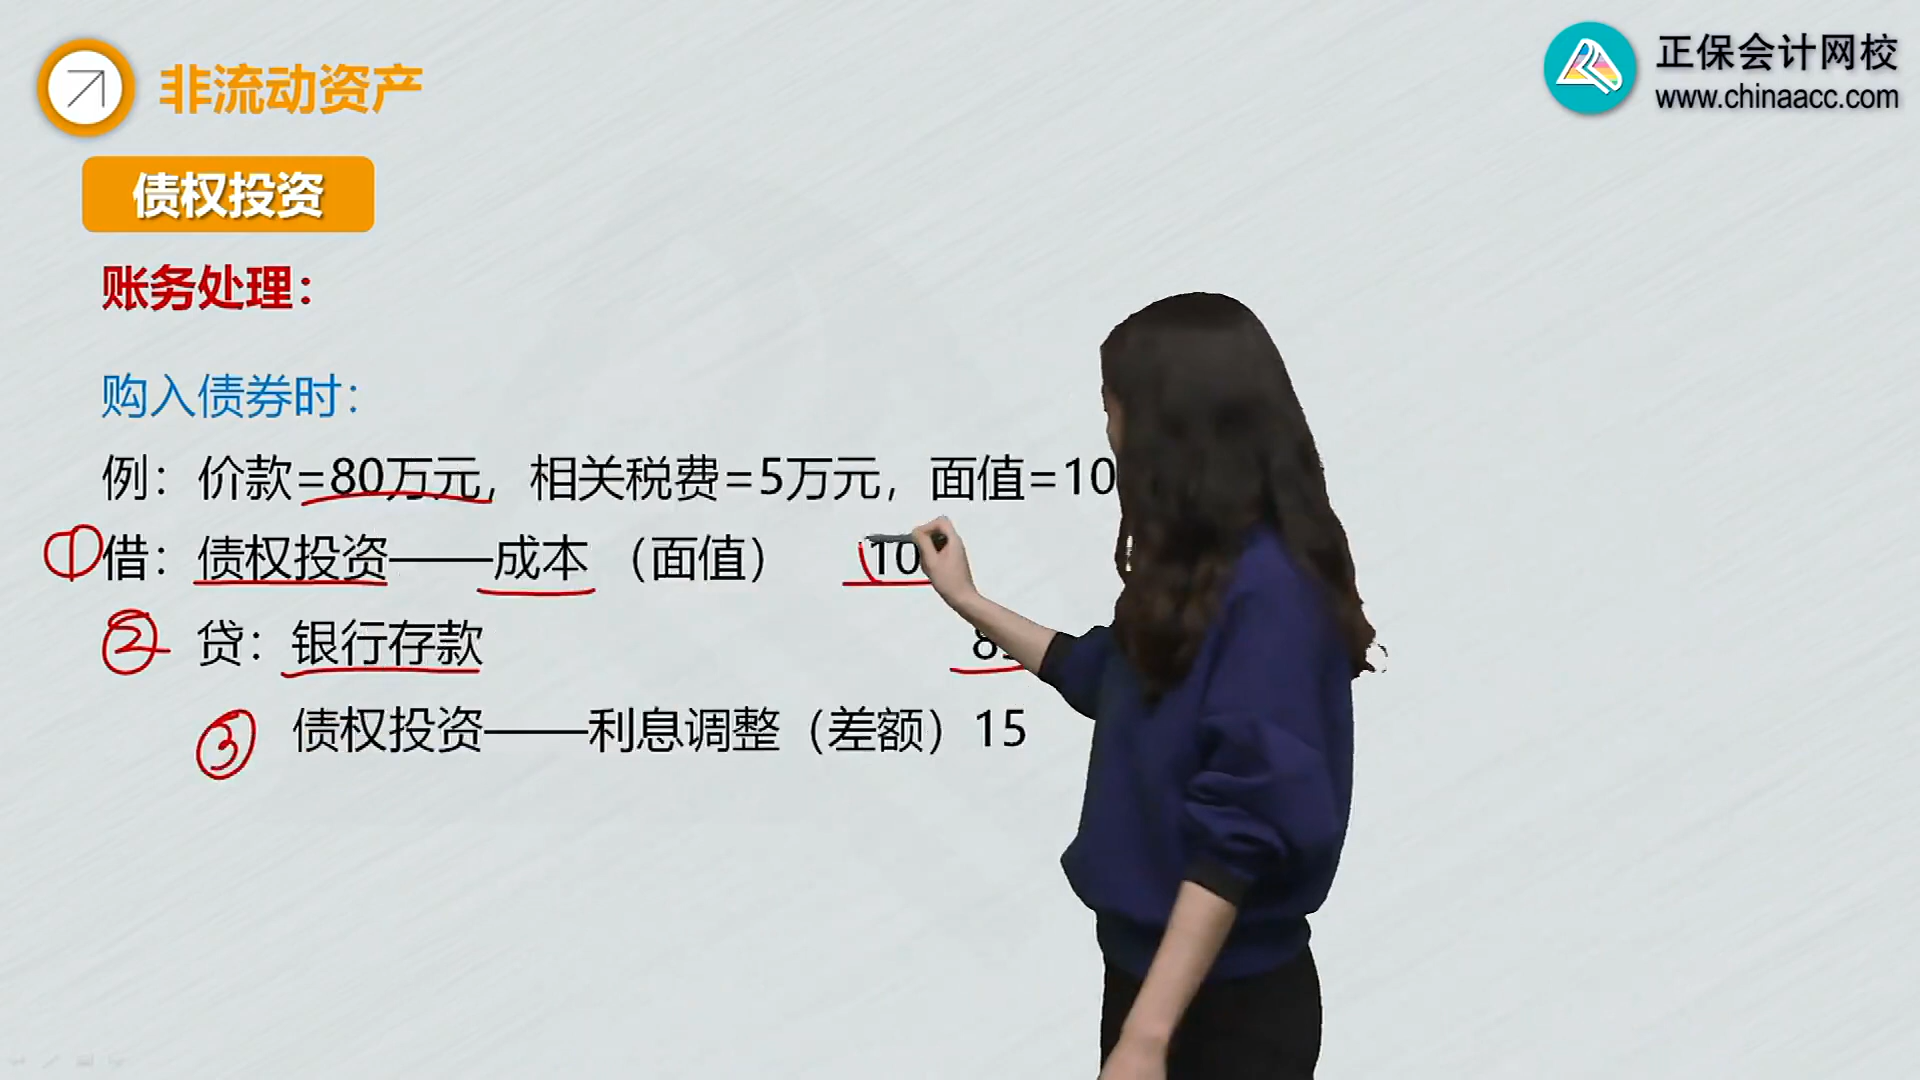 非流动资产
正保会计网校
www.chinaacc.com
债权投资
账务处理：
购入债券时：
例：价款=80万元，相关税费=5万元，面值=10
①借：债权投资——成本（面值） 10
② 贷：银行存款 8
③ 债权投资——利息调整（差额）15